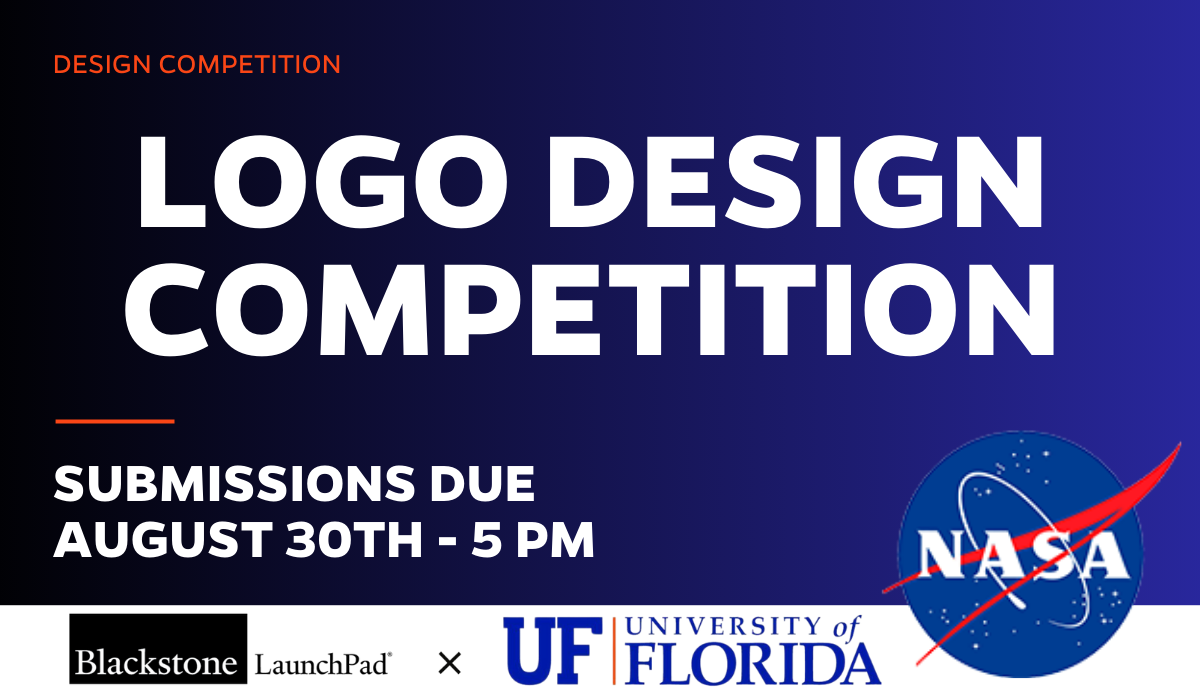 DESIGN COMPETITION
LOGO DESIGN
COMPETITION
SUBMISSIONS DUE
AUGUST 30TH - 5 PM
NASA
Blackstone LaunchPad® × UF UNIVERSITY of
FLORIDA